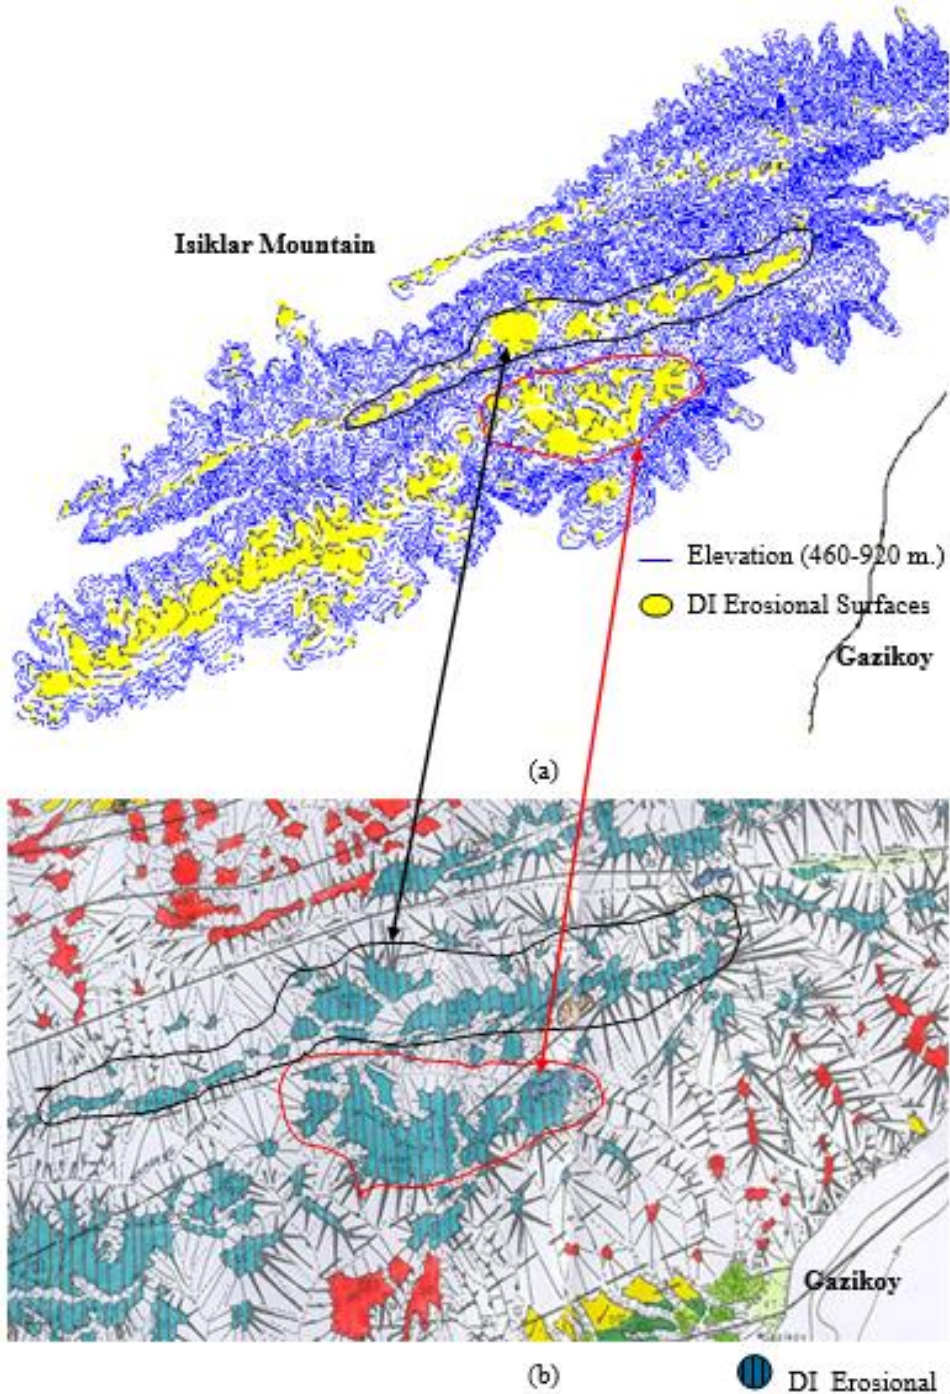 Isiklar Mountain
Elevation (460-920 m.)
DI Erosional Surfaces
Gazikoy
(a)
Gazikoy
(b)
DI Erosional